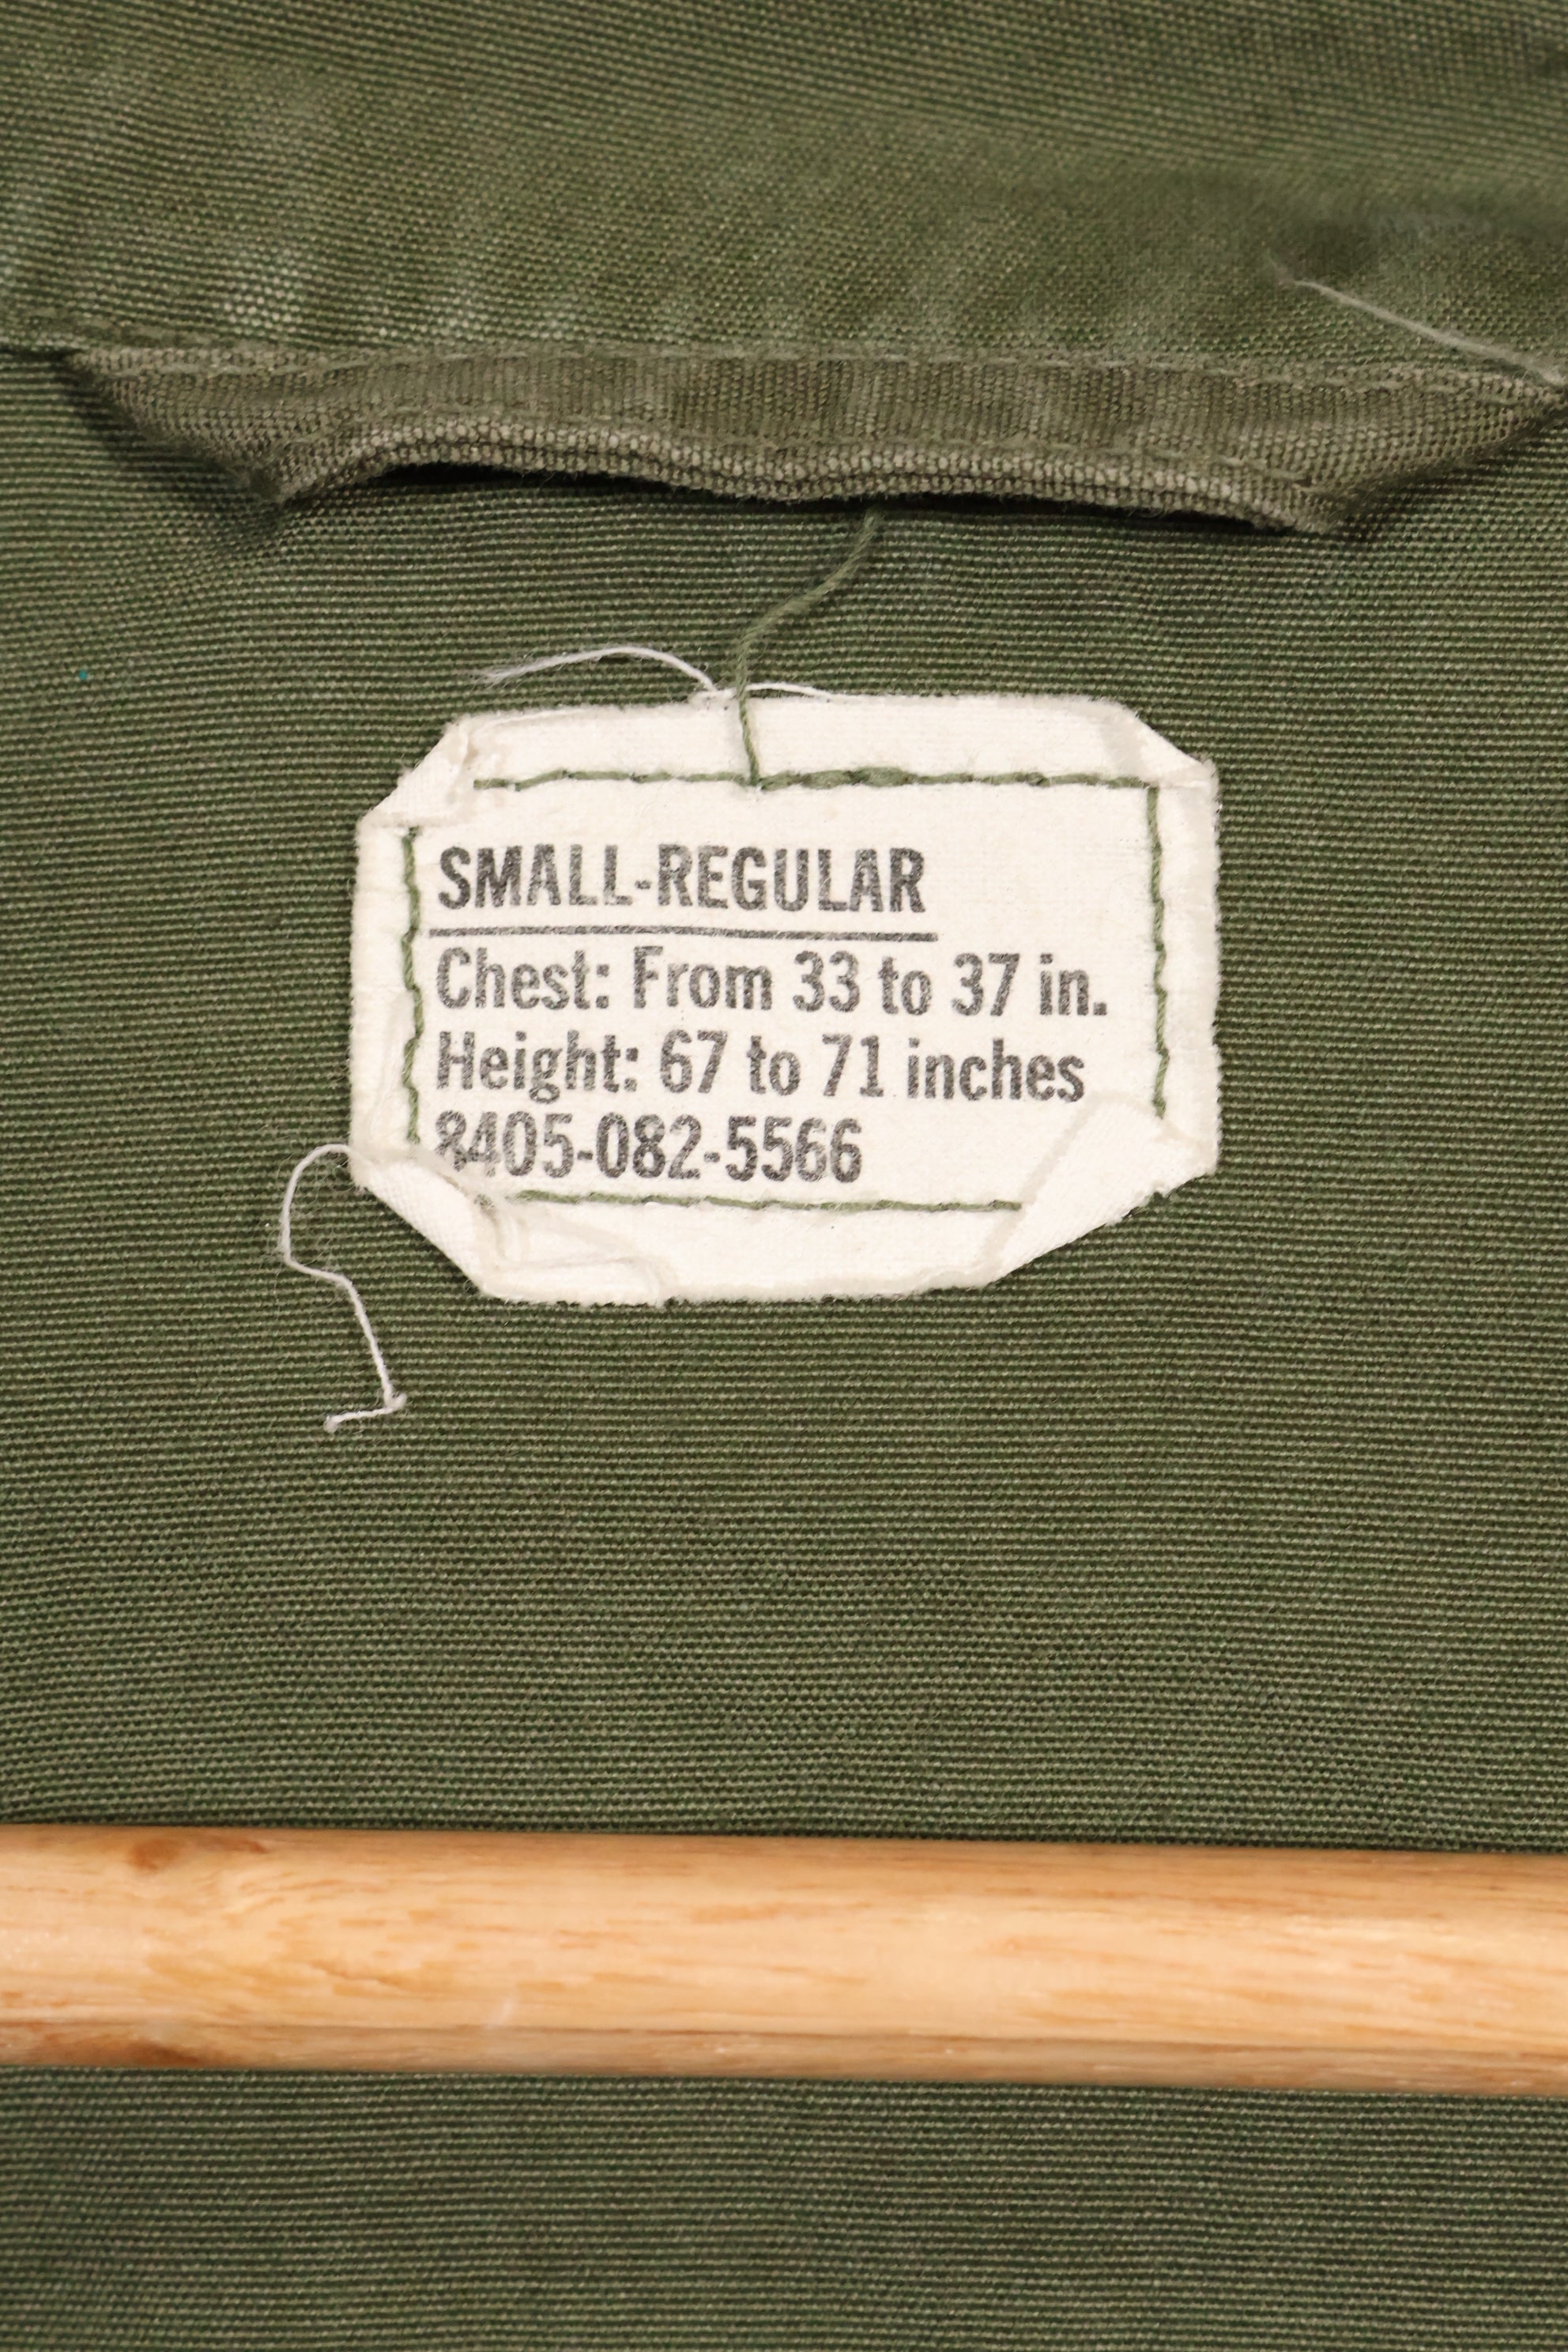 SMALL-REGULAR
Chest: From 33 to 37 in.
Height: 67 to 71 inches
8405-082-5566